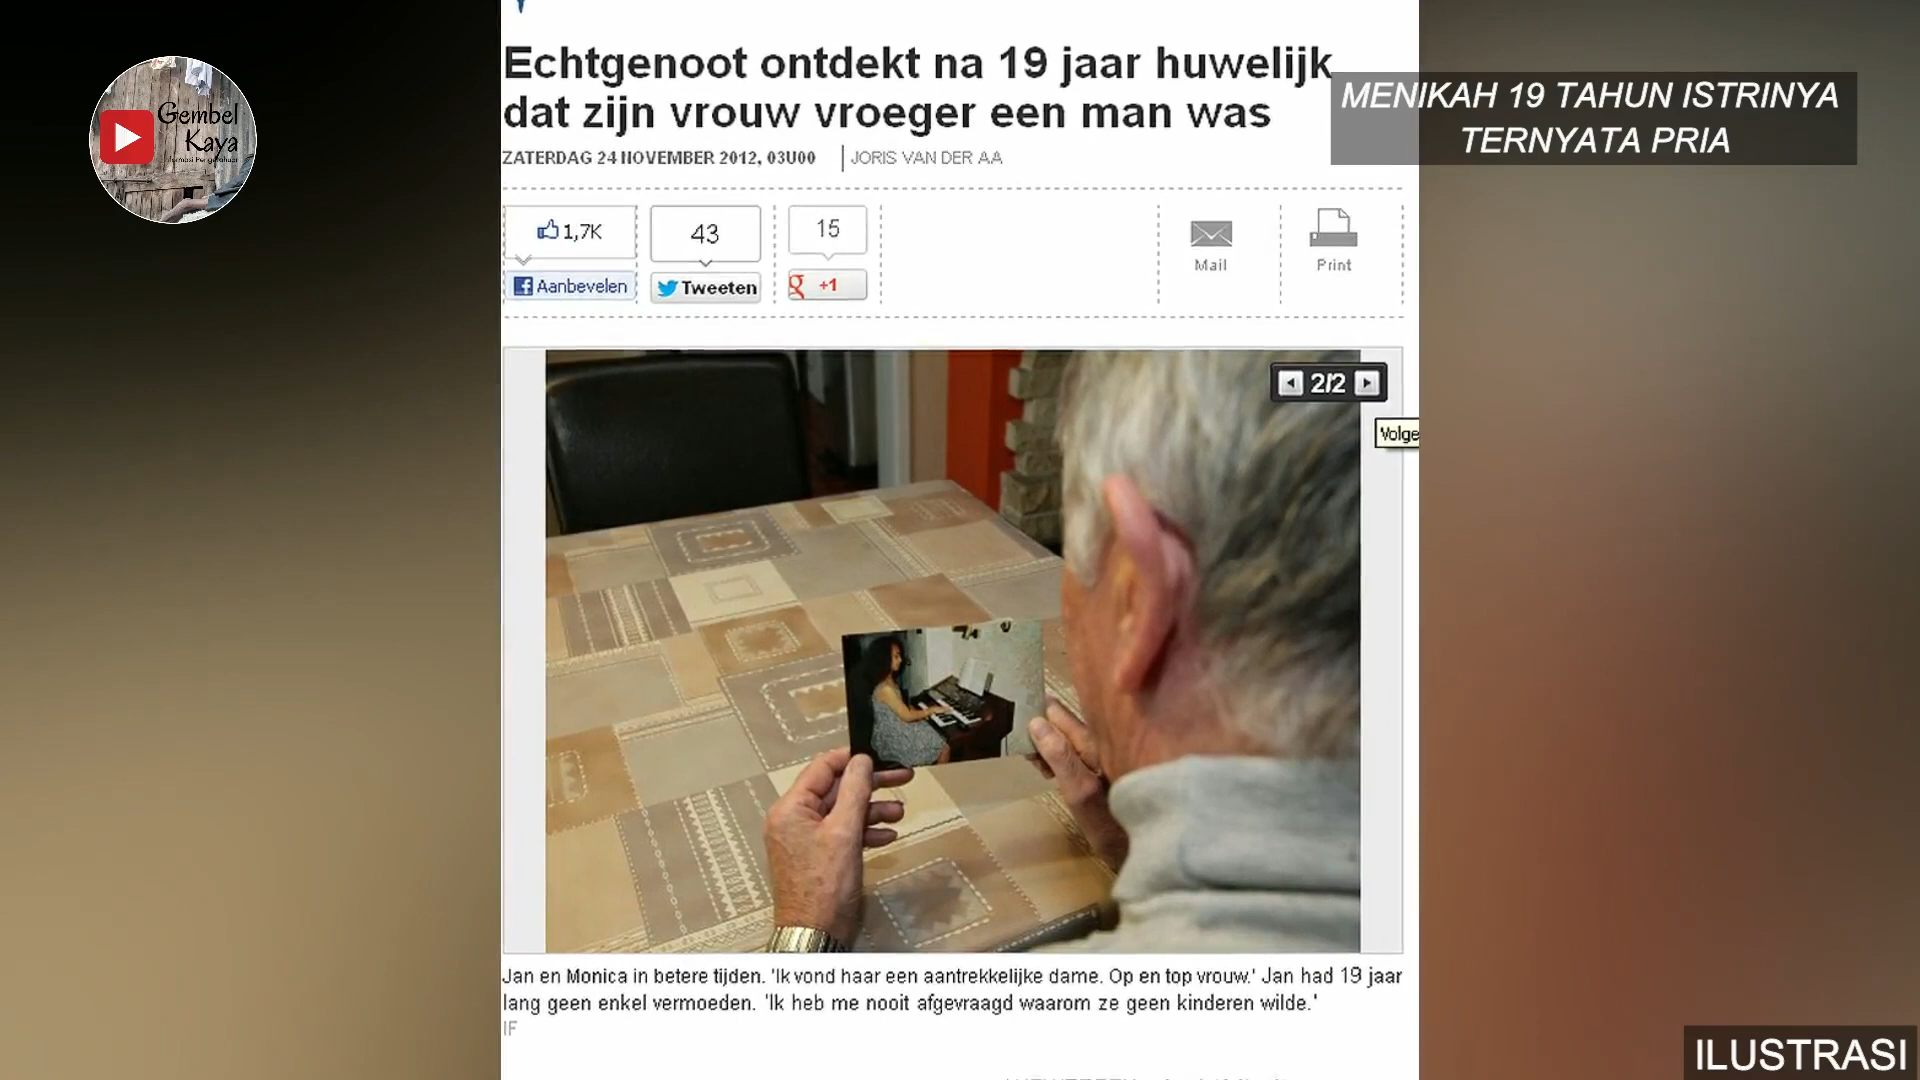 Echtgenoot ontdekt na 19 jaar huwelijk
dat zijn vrouw vroeger een man was
ZATERDAG 24 NOVEMBER 2012, 03U00
JORIS VAN DER AA
MENIKAH 19 TAHUN ISTRINYA
TERNYATA PRIA
Gembel
Kaya
Informasi Pengetahuan
1,7K
43
15
Aanbevelen
Tweeten
+1
Mail
Print
2/2
Volge
Jan en Monica in betere tijden. 'Ik vond haar een aantrekkelijke dame. Op en top vrouw.' Jan had 19 jaar
lang geen enkel vermoeden. 'Ik heb me nooit afgevraagd waarom ze geen kinderen wilde.'
IF
ILUSTRASI